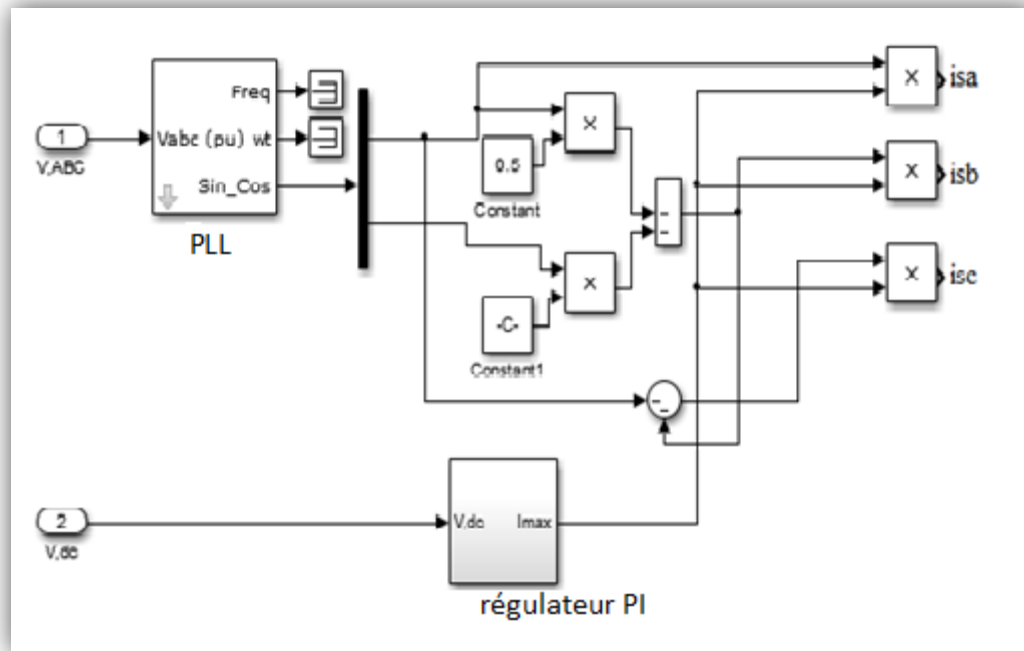 Freq
1
Vabc (pu) wt
V,ABC
Sin_Cos
PLL
×
0.5
Constant
×
-C-
Constant1
-
-
-
-
× isa
× isb
× isc
2
V,dc
V,dc Imax
régulateur PI